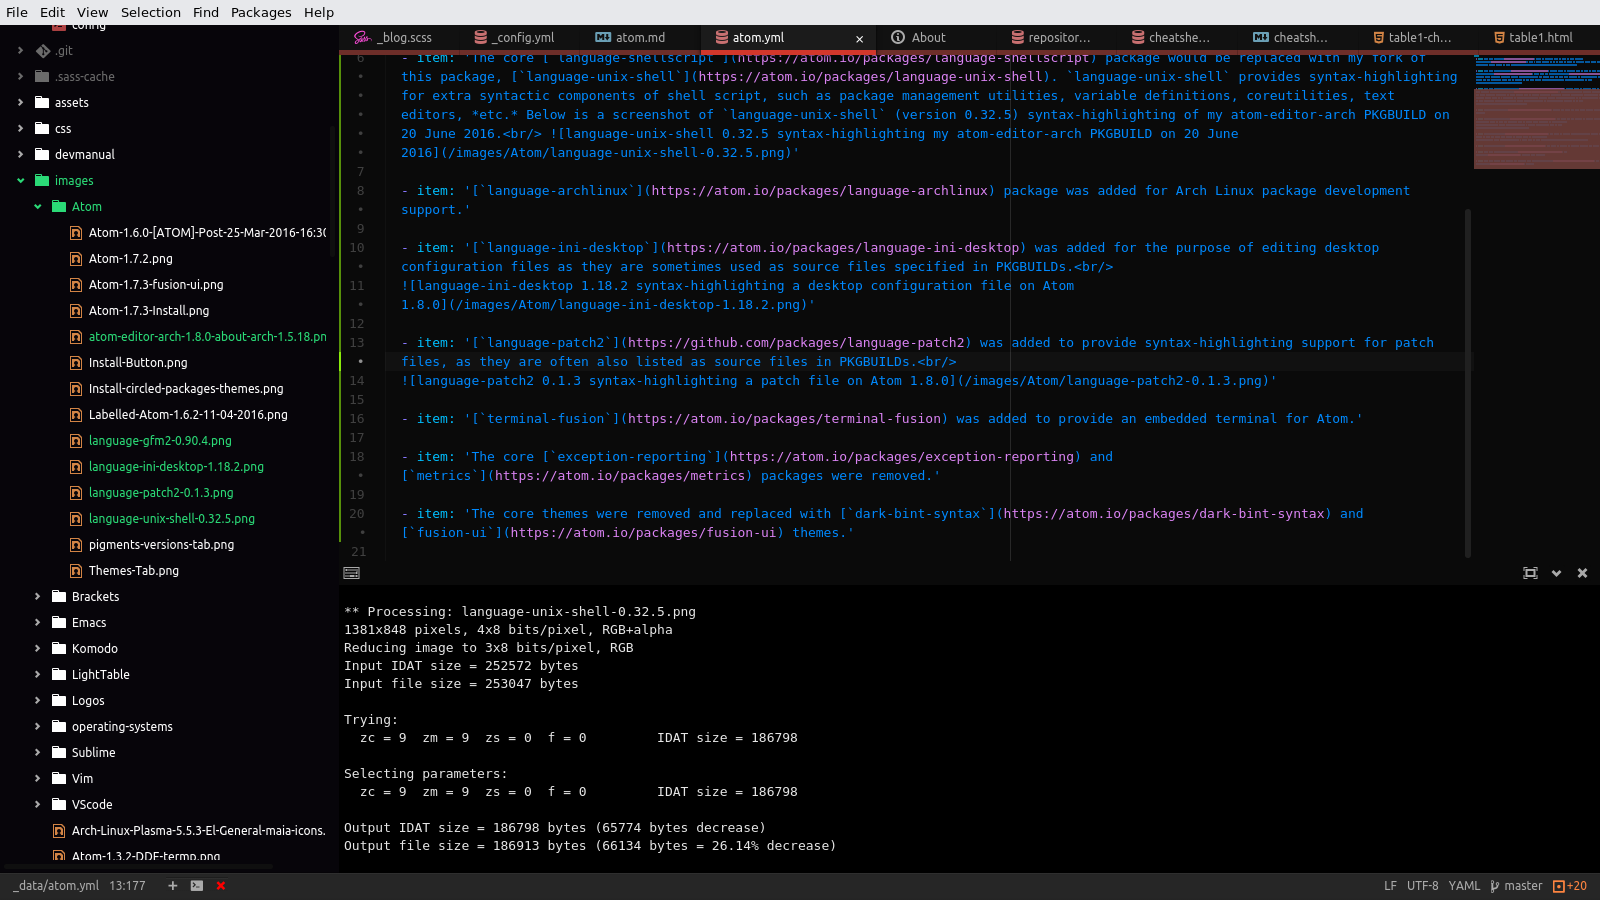 File Edit View Selection Find Packages Help
config
.git
.sass-cache
assets
css
devmanual
images
Atom
Atom-1.6.0-[ATOM]-Post-25-Mar-2016-16:30
Atom-1.7.2.png
Atom-1.7.3-fusion-ui.png
Atom-1.7.3-Install.png
atom-editor-arch-1.8.0-about-arch-1.5.18.pn
Install-Button.png
Install-circled-packages-themes.png
Labelled-Atom-1.6.2-11-04-2016.png
language-gfm2-0.90.4.png
language-ini-desktop-1.18.2.png
language-patch2-0.1.3.png
language-unix-shell-0.32.5.png
pigments-versions-tab.png
Themes-Tab.png
Brackets
Emacs
Komodo
LightTable
Logos
operating-systems
Sublime
Vim
VScode
Arch-Linux-Plasma-5.5.3-El-General-maia-icons.
Atom-1.3.2-DDE-termp.png
_blog.scss _config.yml atom.md atom.yml × About repositor... cheatshe... cheatsh... table1-ch... table1.html
6 - item: 'The core [`language-shellscript`](https://atom.io/packages/language-shellscript) package would be replaced with my fork of
• this package, [`language-unix-shell`](https://atom.io/packages/language-unix-shell). `language-unix-shell` provides syntax-highlighting
• for extra syntactic components of shell script, such as package management utilities, variable definitions, coreutilities, text
• editors, *etc.* Below is a screenshot of `language-unix-shell` (version 0.32.5) syntax-highlighting of my atom-editor-arch PKGBUILD on
• 20 June 2016.<br/> ![language-unix-shell 0.32.5 syntax-highlighting my atom-editor-arch PKGBUILD on 20 June
• 2016](/images/Atom/language-unix-shell-0.32.5.png)'
7
8 - item: '[`language-archlinux`](https://atom.io/packages/language-archlinux) package was added for Arch Linux package development
• support.'
9
10 - item: '[`language-ini-desktop`](https://atom.io/packages/language-ini-desktop) was added for the purpose of editing desktop
• configuration files as they are sometimes used as source files specified in PKGBUILDs.<br/>
11 ![language-ini-desktop 1.18.2 syntax-highlighting a desktop configuration file on Atom
• 1.8.0](/images/Atom/language-ini-desktop-1.18.2.png)'
12
13 - item: '[`language-patch2`](https://github.com/packages/language-patch2) was added to provide syntax-highlighting support for patch
• files, as they are often also listed as source files in PKGBUILDs.<br/>
14 ![language-patch2 0.1.3 syntax-highlighting a patch file on Atom 1.8.0](/images/Atom/language-patch2-0.1.3.png)'
15
16 - item: '[`terminal-fusion`](https://atom.io/packages/terminal-fusion) was added to provide an embedded terminal for Atom.'
17
18 - item: 'The core [`exception-reporting`](https://atom.io/packages/exception-reporting) and
• [`metrics`](https://atom.io/packages/metrics) packages were removed.'
19
20 - item: 'The core themes were removed and replaced with [`dark-bint-syntax`](https://atom.io/packages/dark-bint-syntax) and
• [`fusion-ui`](https://atom.io/packages/fusion-ui) themes.'
21
** Processing: language-unix-shell-0.32.5.png
1381x848 pixels, 4x8 bits/pixel, RGB+alpha
Reducing image to 3x8 bits/pixel, RGB
Input IDAT size = 252572 bytes
Input file size = 253047 bytes
Trying:
zc = 9 zm = 9 zs = 0 f = 0 IDAT size = 186798
Selecting parameters:
zc = 9 zm = 9 zs = 0 f = 0 IDAT size = 186798
Output IDAT size = 186798 bytes (65774 bytes decrease)
Output file size = 186913 bytes (66134 bytes = 26.14% decrease)
_data/atom.yml 13:177 LF UTF-8 YAML master +20